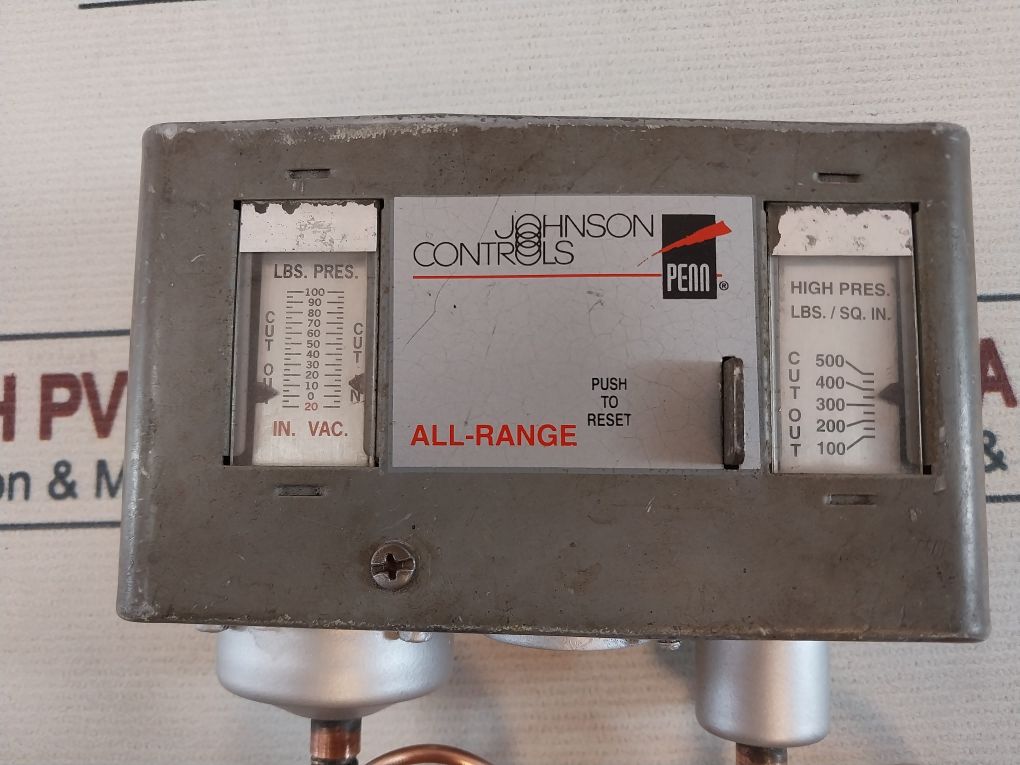 JOHNSON
CONTROLS
PENN ®
LBS. PRES.
100
90
80
70
60
50
40
30
20
10
0
20
CUT OUT
CUT IN
IN. VAC.
PUSH
TO
RESET
ALL-RANGE
HIGH PRES.
LBS. / SQ. IN.
CUT OUT
500
400
300
200
100
H PV
A
on & M
&